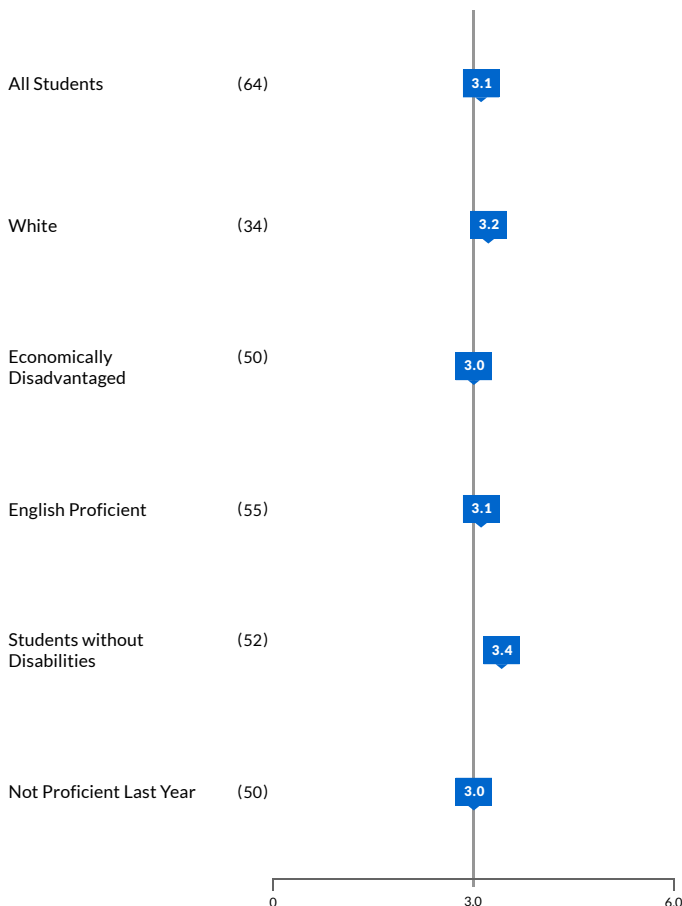 All Students (64) 3.1
White (34) 3.2
Economically (50)
Disadvantaged
3.0
English Proficient (55) 3.1
Students without (52)
Disabilities
3.4
Not Proficient Last Year (50) 3.0
0 3.0 6.0